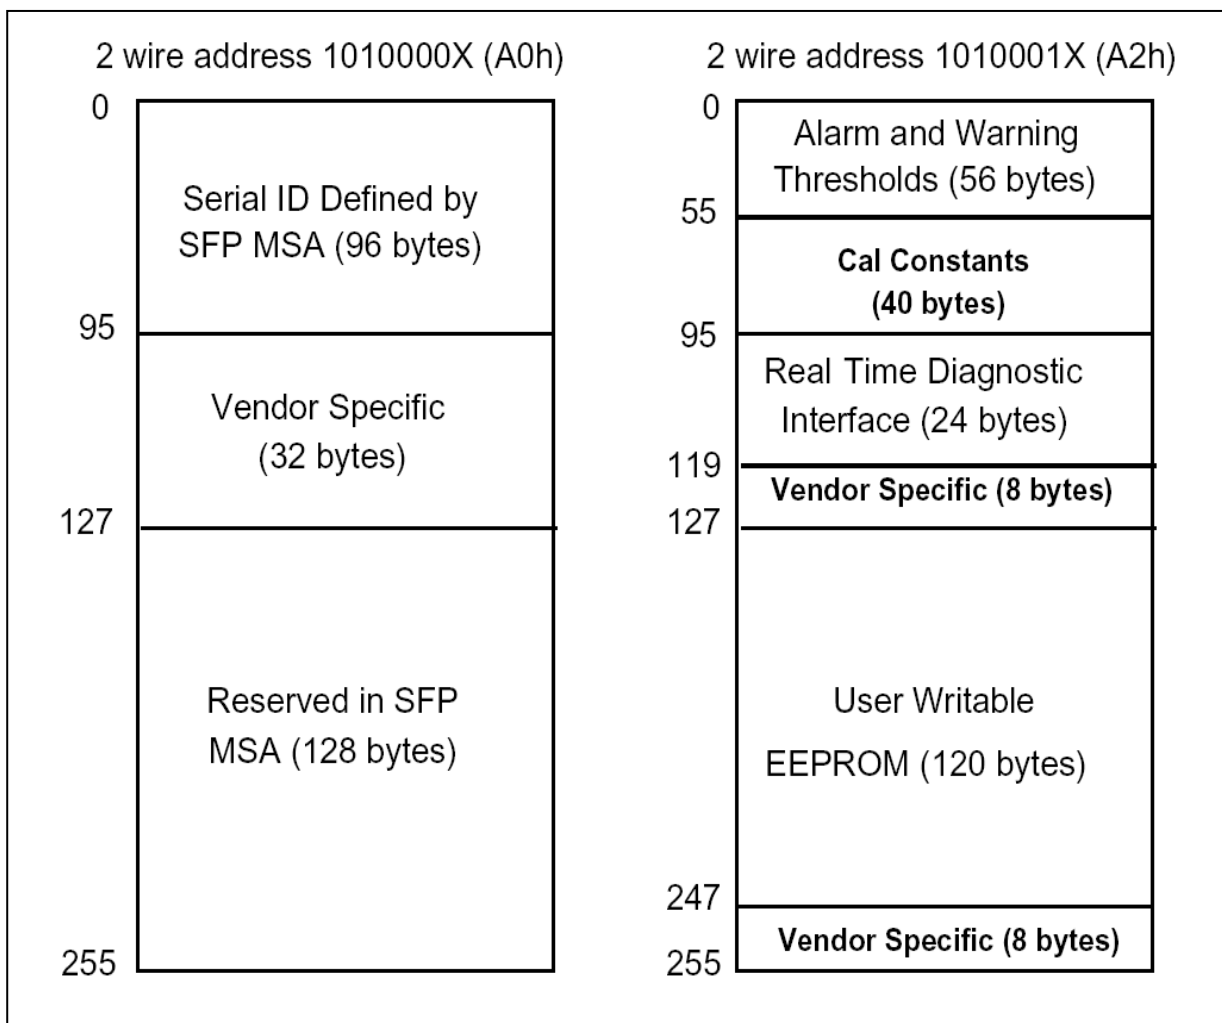 2 wire address 1010000X (A0h)
0
Serial ID Defined by
SFP MSA (96 bytes)
95
Vendor Specific
(32 bytes)
127
Reserved in SFP
MSA (128 bytes)
255
2 wire address 1010001X (A2h)
0
Alarm and Warning
Thresholds (56 bytes)
55
Cal Constants
(40 bytes)
95
Real Time Diagnostic
Interface (24 bytes)
119
Vendor Specific (8 bytes)
127
User Writable
EEPROM (120 bytes)
247
Vendor Specific (8 bytes)
255